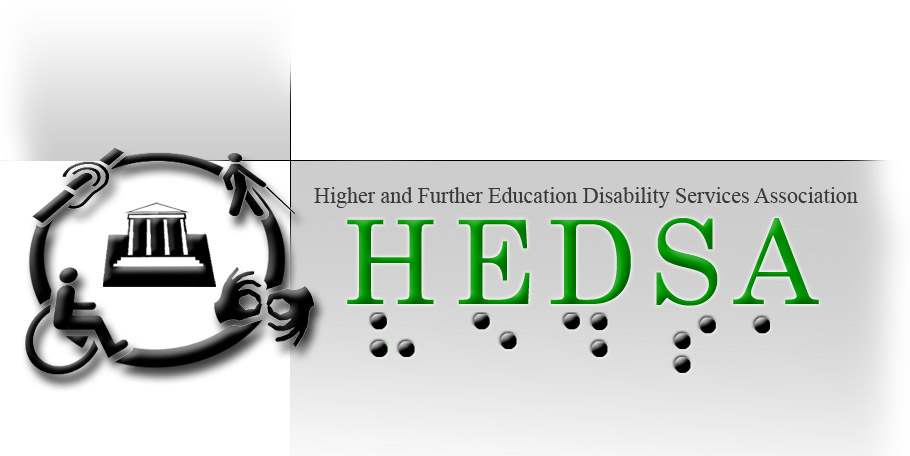 Higher and Further Education Disability Services Association
HEDSA
⠓⠑⠙⠎⠁